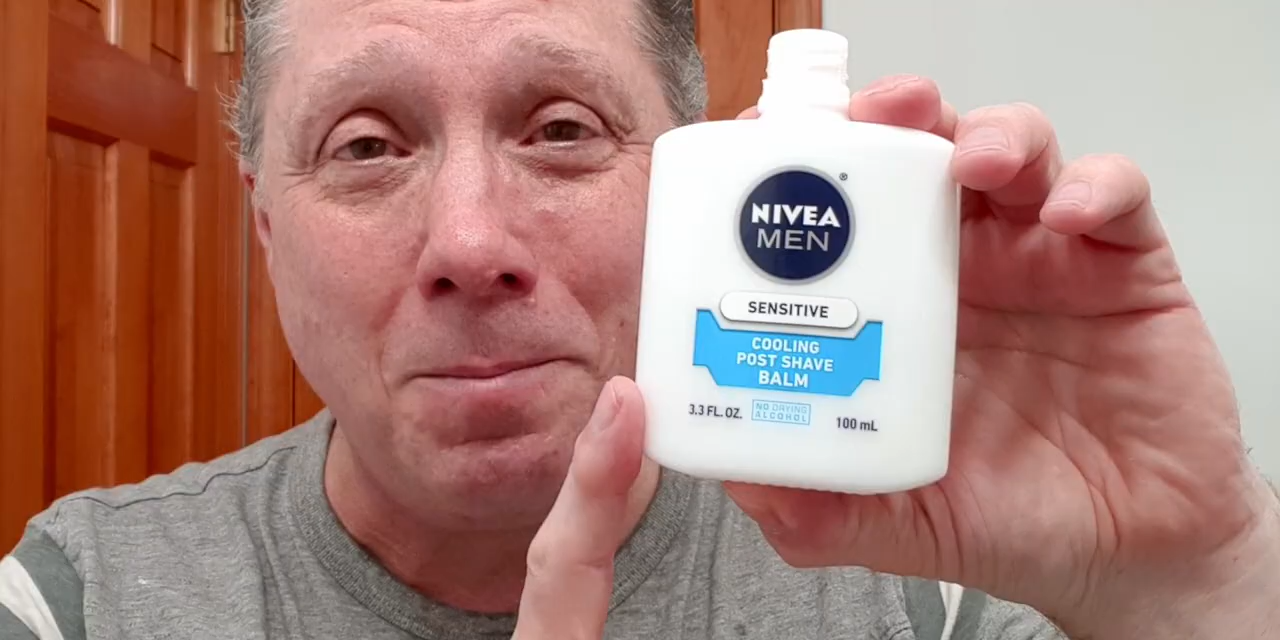 ®
NIVEA
MEN
SENSITIVE
COOLING
POST SHAVE
BALM
3.3 FL. OZ.
NO DRYING
ALCOHOL
100 mL